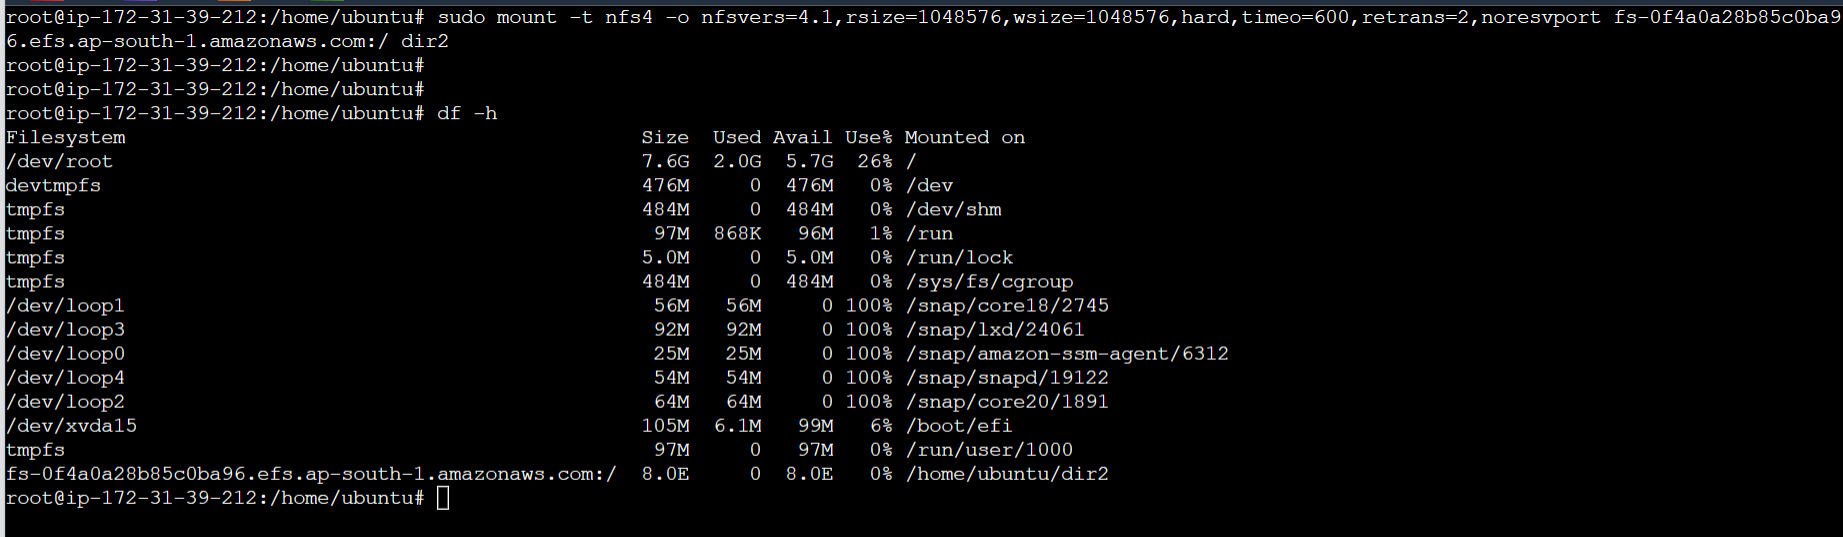 root@ip-172-31-39-212:/home/ubuntu# sudo mount -t nfs4 -o nfsvers=4.1,rsize=1048576,wsize=1048576,hard,timeo=600,retrans=2,noresvport fs-0f4a0a28b85c0ba9
6.efs.ap-south-1.amazonaws.com:/ dir2
root@ip-172-31-39-212:/home/ubuntu#
root@ip-172-31-39-212:/home/ubuntu#
root@ip-172-31-39-212:/home/ubuntu# df -h
Filesystem                                           Size  Used Avail Use% Mounted on
/dev/root                                            7.6G  2.0G  5.7G  26% /
devtmpfs                                             476M     0  476M   0% /dev
tmpfs                                                484M     0  484M   0% /dev/shm
tmpfs                                                 97M  868K   96M   1% /run
tmpfs                                                5.0M     0  5.0M   0% /run/lock
tmpfs                                                484M     0  484M   0% /sys/fs/cgroup
/dev/loop1                                            56M   56M     0 100% /snap/core18/2745
/dev/loop3                                            92M   92M     0 100% /snap/lxd/24061
/dev/loop0                                            25M   25M     0 100% /snap/amazon-ssm-agent/6312
/dev/loop4                                            54M   54M     0 100% /snap/snapd/19122
/dev/loop2                                            64M   64M     0 100% /snap/core20/1891
/dev/xvda15                                          105M  6.1M   99M   6% /boot/efi
tmpfs                                                 97M     0   97M   0% /run/user/1000
fs-0f4a0a28b85c0ba96.efs.ap-south-1.amazonaws.com:/  8.0E     0  8.0E   0% /home/ubuntu/dir2
root@ip-172-31-39-212:/home/ubuntu#